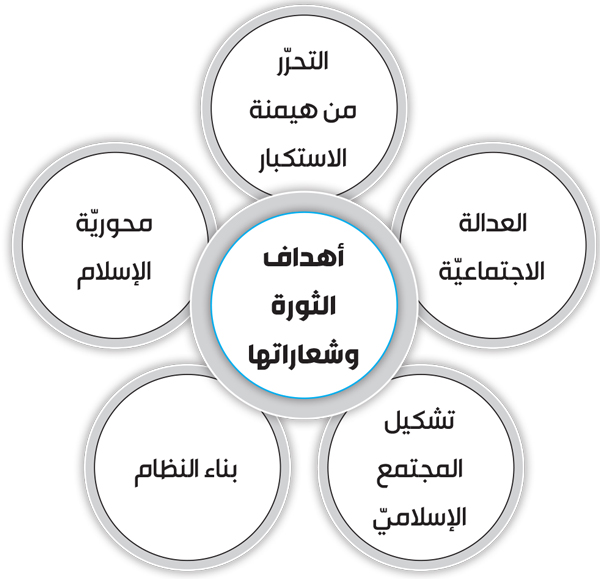 التحرّر
من هيمنة
الاستكبار
العدالة
الاجتماعيّة
محوريّة
الإسلام
أهداف
الثورة
وشعاراتها
تشكيل
المجتمع
الإسلاميّ
بناء النظام